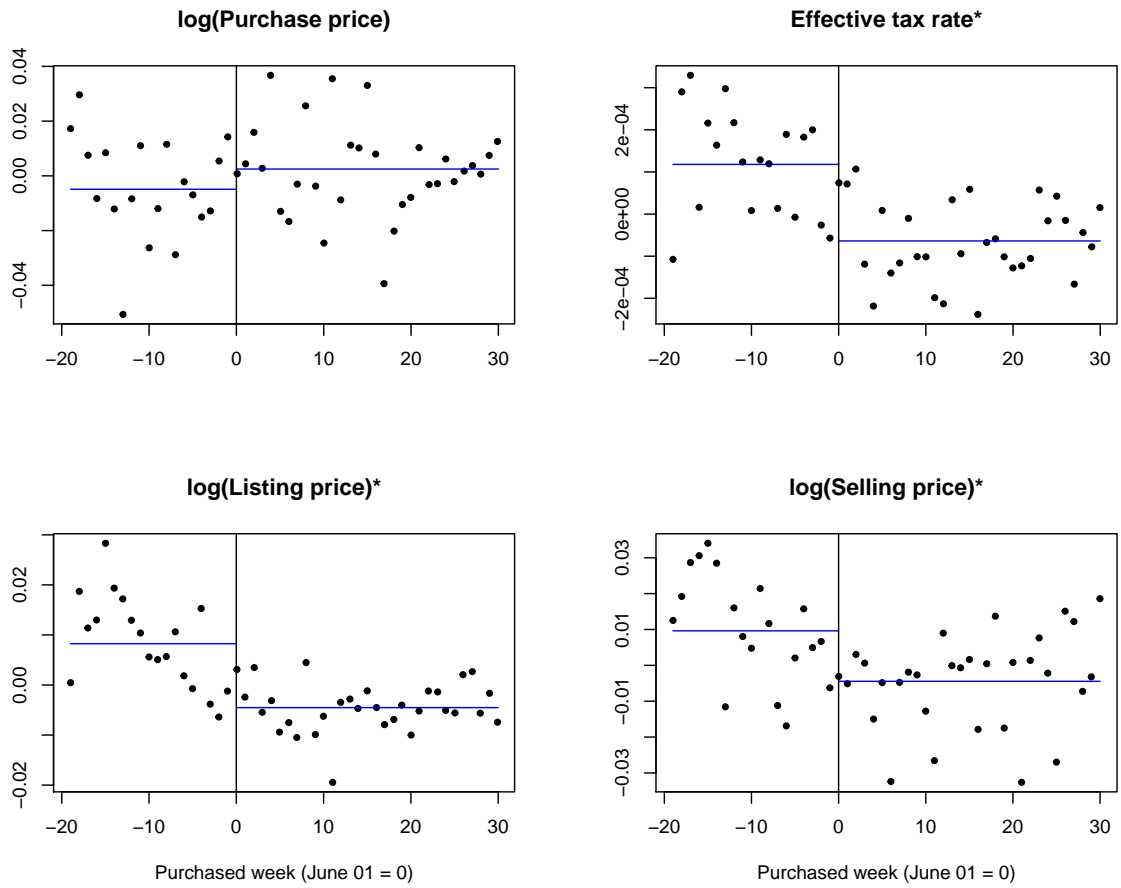 log(Purchase price)
0.04
0.02
0.00
−0.04
−20 −10 0 10 20 30
Effective tax rate*
2e−04
0e+00
−2e−04
−20 −10 0 10 20 30
log(Listing price)*
0.02
0.00
−0.02
−20 −10 0 10 20 30
Purchased week (June 01 = 0)
log(Selling price)*
0.03
0.01
−0.01
−0.03
−20 −10 0 10 20 30
Purchased week (June 01 = 0)